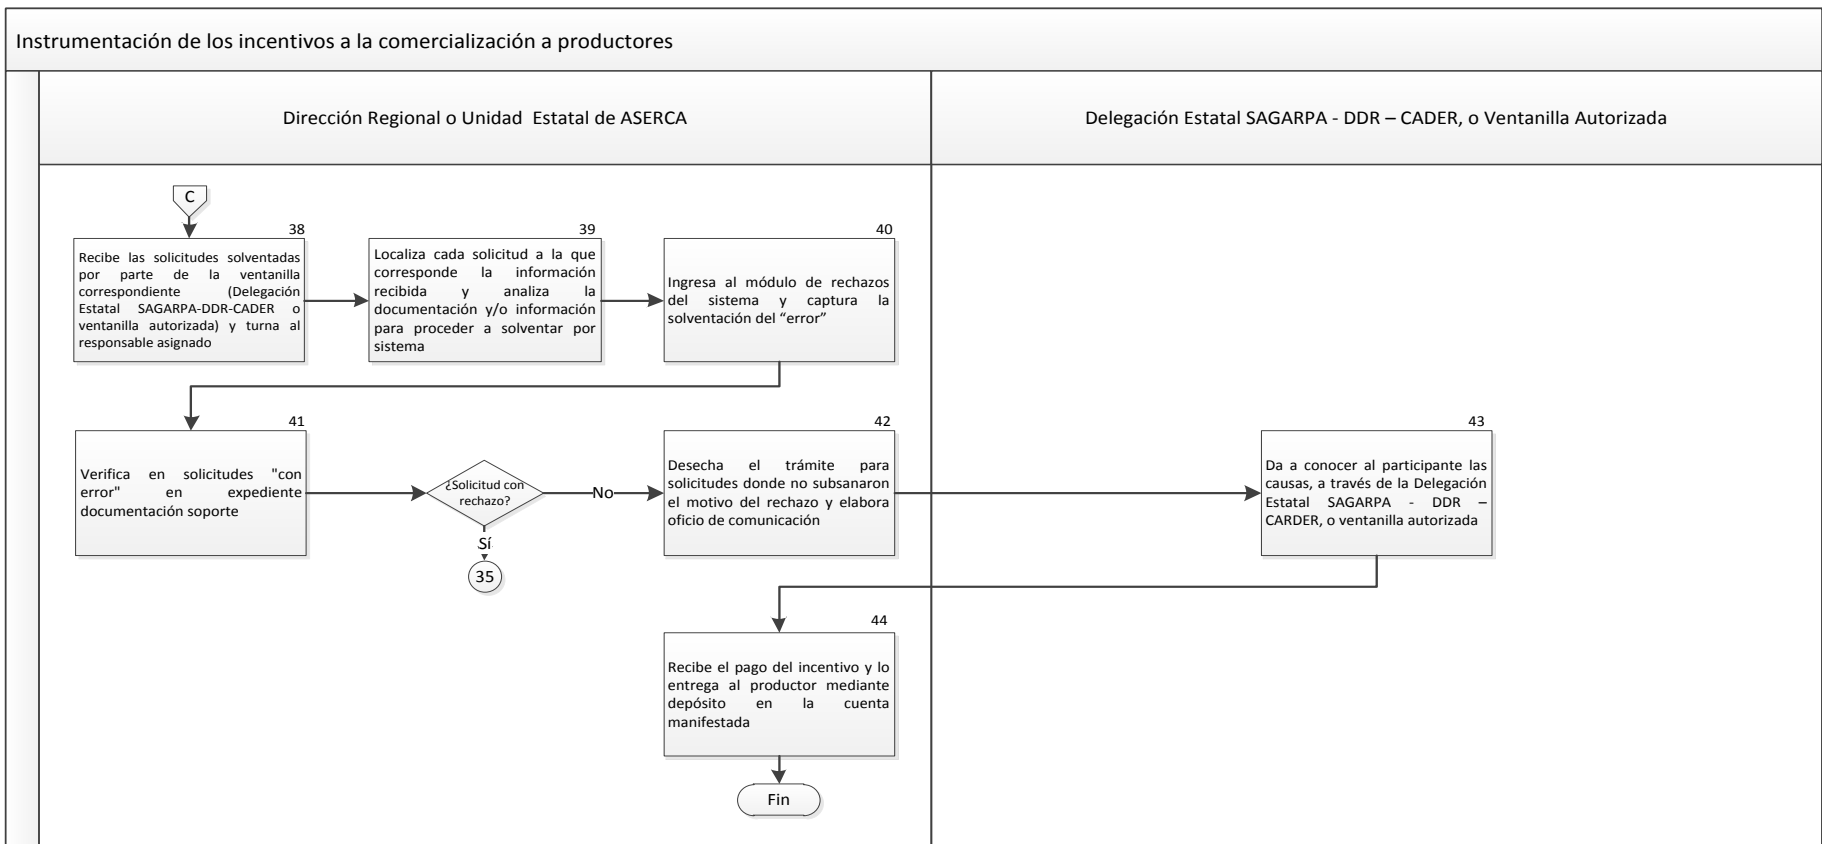 Instrumentación de los incentivos a la comercialización a productores
Dirección Regional o Unidad Estatal de ASERCA
Delegación Estatal SAGARPA - DDR – CADER, o Ventanilla Autorizada
C
38
Recibe las solicitudes solventadas
por parte de la ventanilla
correspondiente (Delegación
Estatal SAGARPA-DDR-CADER o
ventanilla autorizada) y turna al
responsable asignado
39
Localiza cada solicitud a la que
corresponde la información
recibida y analiza la
documentación y/o información
para proceder a solventar por
sistema
40
Ingresa al módulo de rechazos
del sistema y captura la
solventación del “error”
41
Verifica en solicitudes "con
error" en expediente
documentación soporte
¿Solicitud con
rechazo?
No
Sí
35
42
Desecha el trámite para
solicitudes donde no subsanaron
el motivo del rechazo y elabora
oficio de comunicación
43
Da a conocer al participante las
causas, a través de la Delegación
Estatal SAGARPA - DDR –
CARDER, o ventanilla autorizada
44
Recibe el pago del incentivo y lo
entrega al productor mediante
depósito en la cuenta
manifestada
Fin